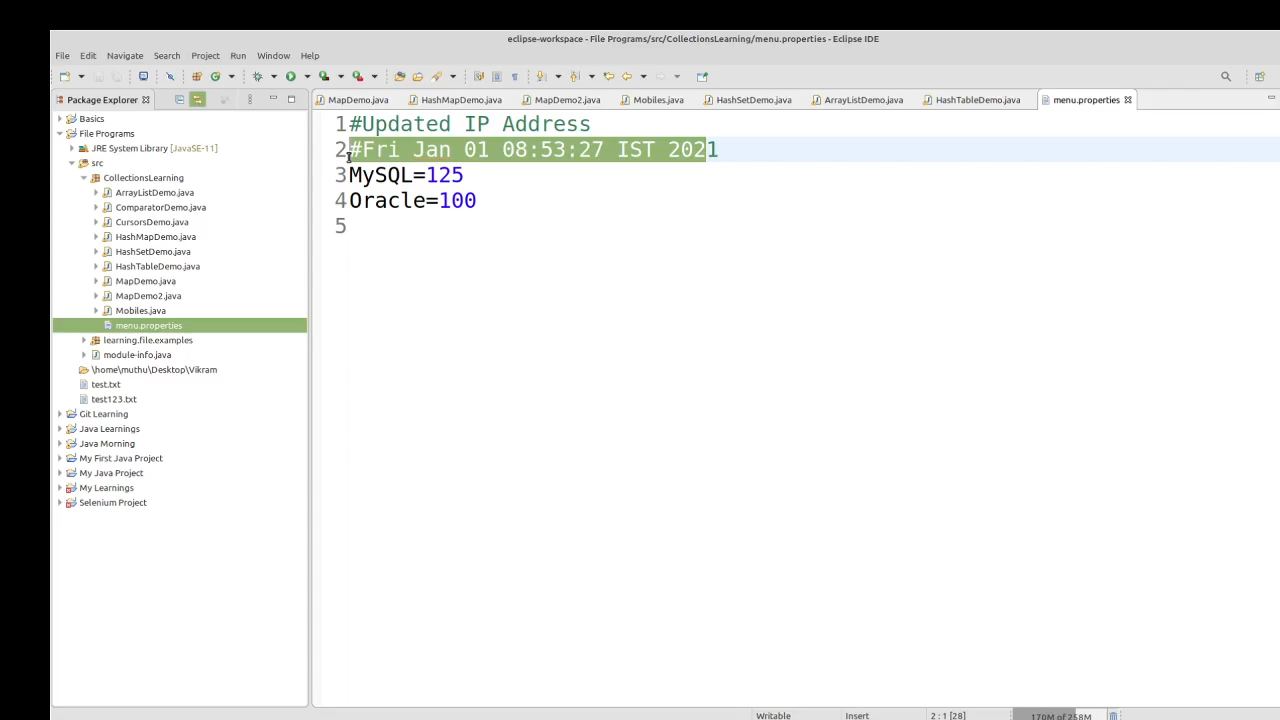 eclipse-workspace - File Programs/src/CollectionsLearning/menu.properties - Eclipse IDE
File Edit Navigate Search Project Run Window Help
Package Explorer
MapDemo.java HashMapDemo.java MapDemo2.java Mobiles.java HashSetDemo.java ArrayListDemo.java HashTableDemo.java menu.properties
Basics
File Programs
JRE System Library [JavaSE-11]
src
CollectionsLearning
ArrayListDemo.java
ComparatorDemo.java
CursorsDemo.java
HashMapDemo.java
HashSetDemo.java
HashTableDemo.java
MapDemo.java
MapDemo2.java
Mobiles.java
menu.properties
learning.file.examples
module-info.java
\home\muthu\Desktop\Vikram
test.txt
test123.txt
Git Learning
Java Learnings
Java Morning
My First Java Project
My Java Project
My Learnings
Selenium Project
1 #Updated IP Address
2 #Fri Jan 01 08:53:27 IST 2021
3 MySQL=125
4 Oracle=100
5
Writable Insert 2 : 1 [28] 170M of 258M